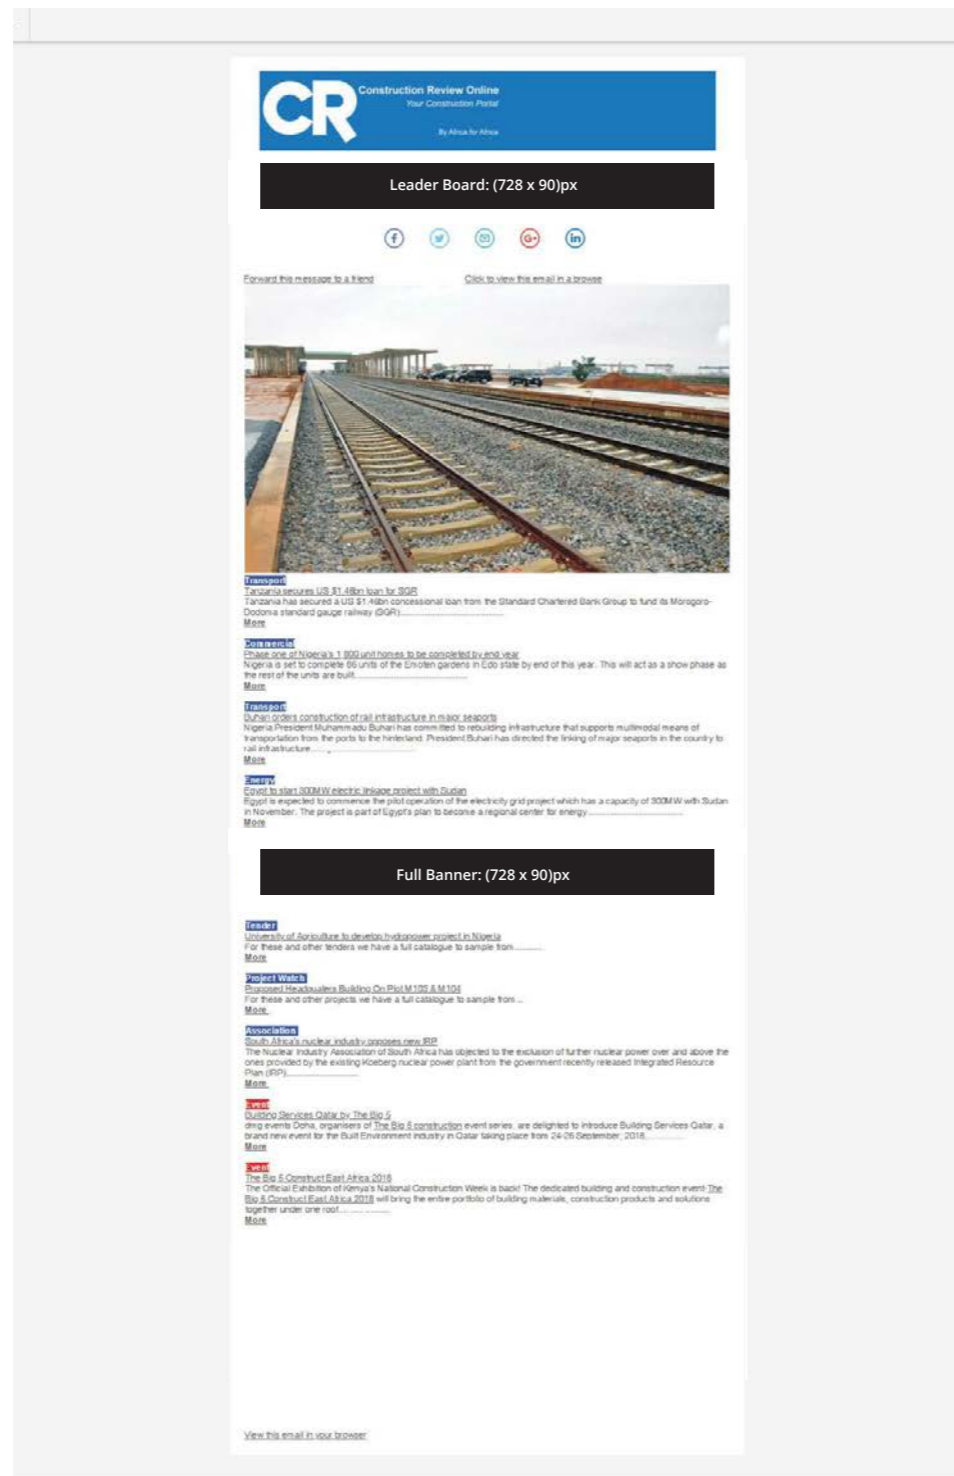 CR
Construction Review Online
Your Construction Portal
By Africa for Africa
Leader Board: (728 x 90)px
Forward this message to a friend
Click to view this email in a browse
Transport
Tanzania secures US $1.46bn loan for SGR
Tanzania has secured a US $1.46bn concessional loan from the Standard Chartered Bank Group to fund its Morogoro-
Dodoma standard gauge railway (SGR)
More
Commercial
Phase one of Nigeria's 1 800 unit homes to be completed by end year
Nigeria is set to complete 66 units of the Emoten gardens in Edo state by end of this year. This will act as a show phase as
the rest of the units are built
More
Transport
Buhari orders construction of rail infrastructure in major seaports
Nigeria President Muhammadu Buhari has committed to rebuilding infrastructure that supports multimodal means of
transportation from the ports to the hinterland. President Buhari has directed the linking of major seaports in the country to
rail infrastructure
More
Energy
Egypt to start 300MW electric linkage project with Sudan
Egypt is expected to commence the pilot operation of the electricity grid project which has a capacity of 300MW with Sudan
in November. The project is part of Egypt's plan to become a regional center for energy
More
Full Banner: (728 x 90)px
Tender
University of Agriculture to develop hydropower project in Nigeria
For these and other tenders we have a full catalogue to sample from
More
Project Watch
Proposed Headquaters Building On Plot M103 & M104
For these and other projects we have a full catalogue to sample from ...
More
Association
South Africa's nuclear industry opposes new IRP
The Nuclear Industry Association of South Africa has objected to the exclusion of further nuclear power over and above the
ones provided by the existing Koeberg nuclear power plant from the government recently released Integrated Resource
Plan (IRP)
More
Event
Building Services Qatar by The Big 5
dmg events Doha, organisers of The Big 5 construction event series, are delighted to introduce Building Services Qatar, a
brand new event for the Built Environment industry in Qatar taking place from 24-26 September, 2018
More
Event
The Big 5 Construct East Africa 2018
The Official Exhibition of Kenya's National Construction Week is back! The dedicated building and construction event-The
Big 5 Construct East Africa 2018 will bring the entire portfolio of building materials, construction products and solutions
together under one roof
More
View this email in your browser